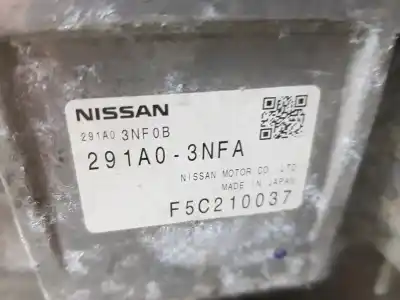 NISSAN
291A0 3NF0B
291A0-3NFA
NISSAN MOTOR CO., LTD.
MADE IN JAPAN
F5C210037